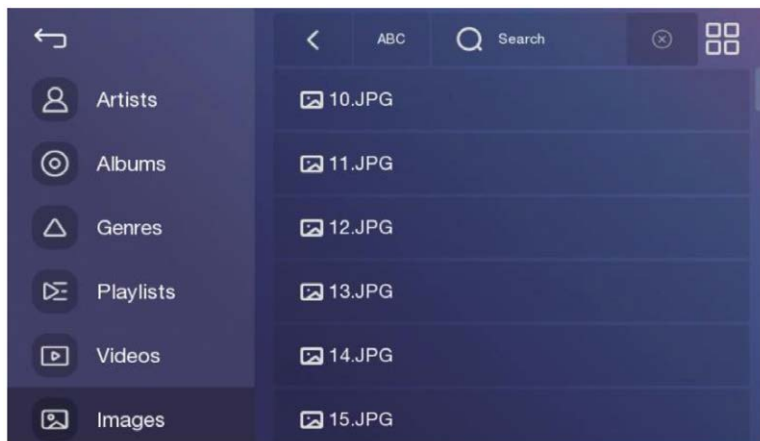 ABC Search
Artists
Albums
Genres
Playlists
Videos
Images
10.JPG
11.JPG
12.JPG
13.JPG
14.JPG
15.JPG